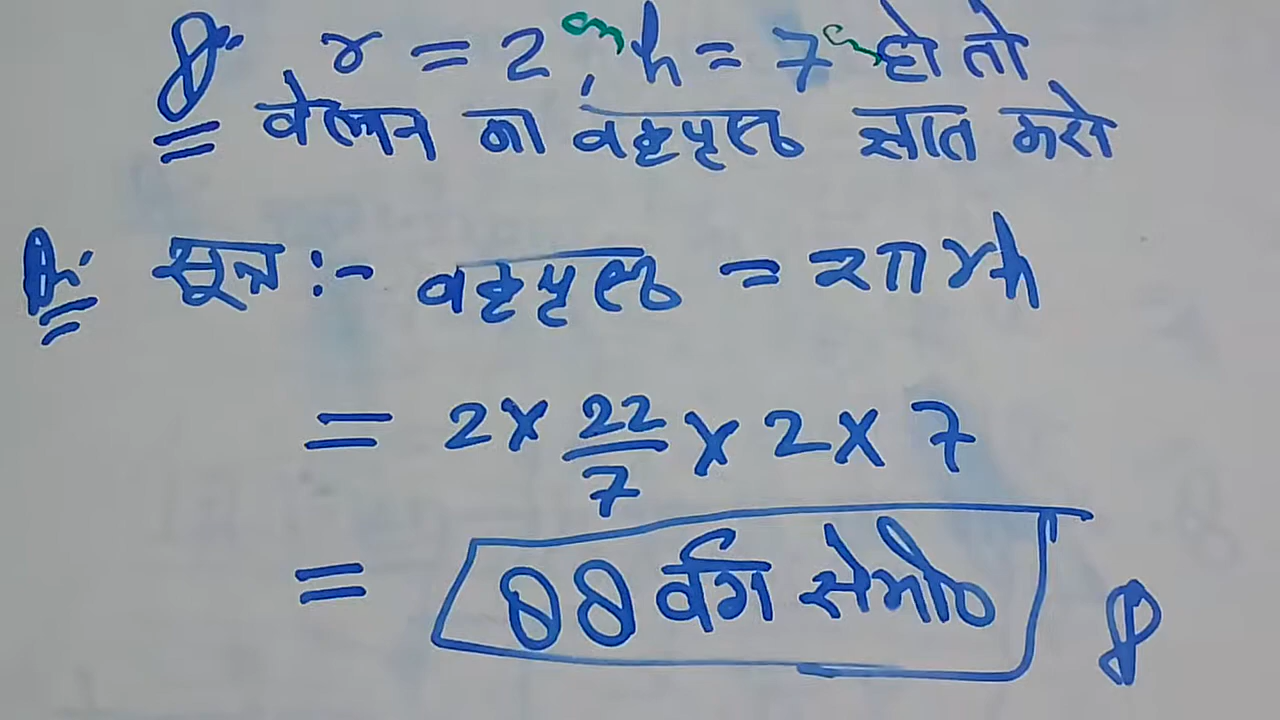 प्र. r = 2 cm, h = 7 cm हो तो
बेलन का वक्रपृष्ठ ज्ञात करो
सूत्र :- वक्रपृष्ठ = 2πrh
= 2 × 22/7 × 2 × 7
= 88 वर्ग सेमी०